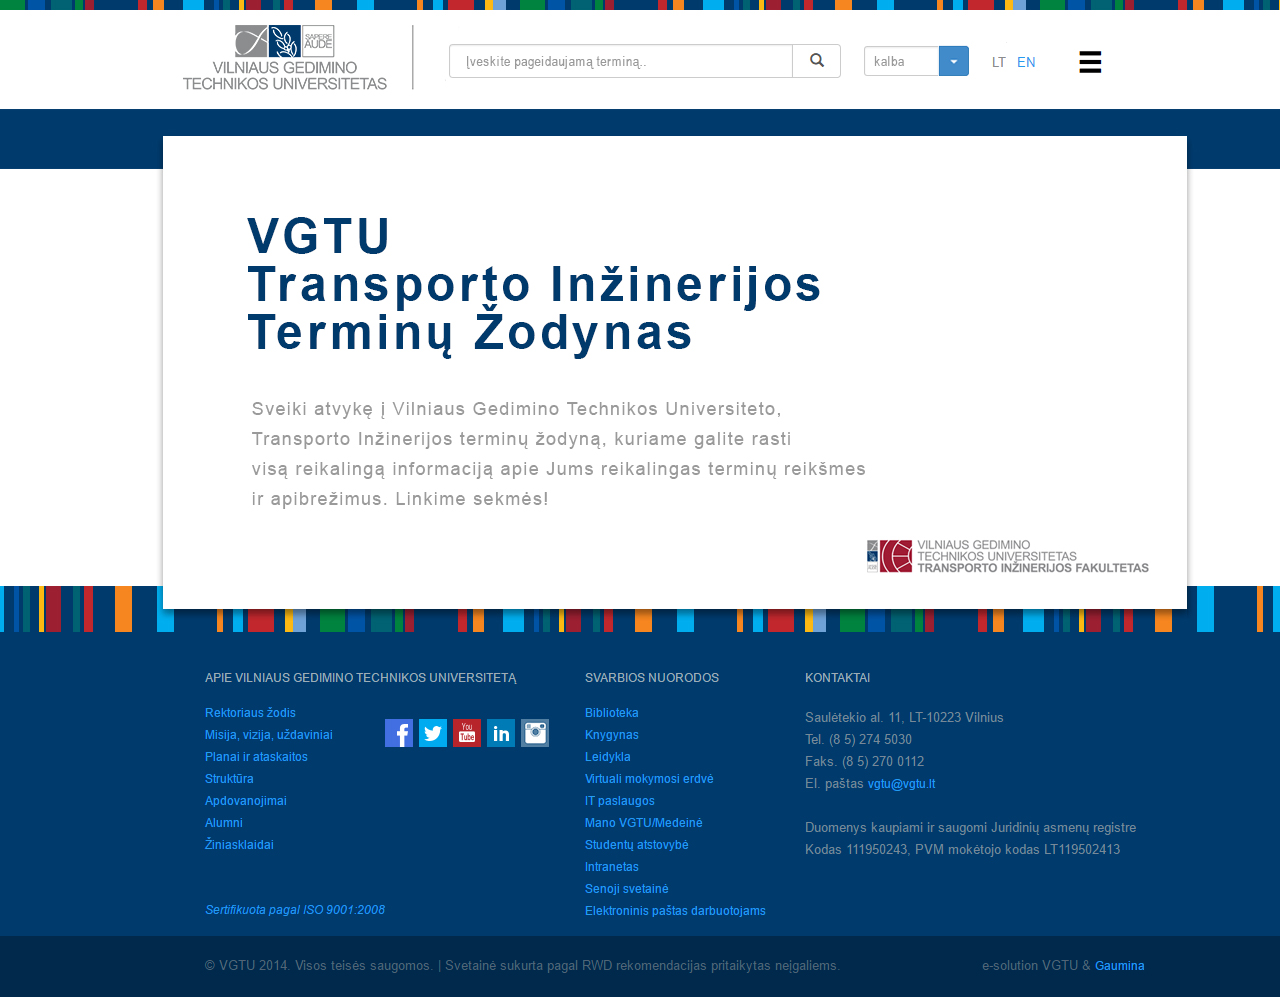 SAPERE
AUDE
VILNIAUS GEDIMINO
TECHNIKOS UNIVERSITETAS
Įveskite pageidaujamą terminą..
kalba
LT EN
VGTU
Transporto Inžinerijos
Terminų Žodynas
Sveiki atvykę į Vilniaus Gedimino Technikos Universiteto,
Transporto Inžinerijos terminų žodyną, kuriame galite rasti
visą reikalingą informaciją apie Jums reikalingas terminų reikšmes
ir apibrežimus. Linkime sekmės!
VILNIAUS GEDIMINO
TECHNIKOS UNIVERSITETAS
TRANSPORTO INŽINERIJOS FAKULTETAS
APIE VILNIAUS GEDIMINO TECHNIKOS UNIVERSITETĄ
Rektoriaus žodis
Misija, vizija, uždaviniai
Planai ir ataskaitos
Struktūra
Apdovanojimai
Alumni
Žiniasklaidai
Sertifikuota pagal ISO 9001:2008
f
You
Tube
in
SVARBIOS NUORODOS
Biblioteka
Knygynas
Leidykla
Virtuali mokymosi erdvė
IT paslaugos
Mano VGTU/Medeinė
Studentų atstovybė
Intranetas
Senoji svetainė
Elektroninis paštas darbuotojams
KONTAKTAI
Saulėtekio al. 11, LT-10223 Vilnius
Tel. (8 5) 274 5030
Faks. (8 5) 270 0112
El. paštas vgtu@vgtu.lt
Duomenys kaupiami ir saugomi Juridinių asmenų registre
Kodas 111950243, PVM mokėtojo kodas LT119502413
© VGTU 2014. Visos teisės saugomos. | Svetainė sukurta pagal RWD rekomendacijas pritaikytas neigaliems.
e-solution VGTU & Gaumina